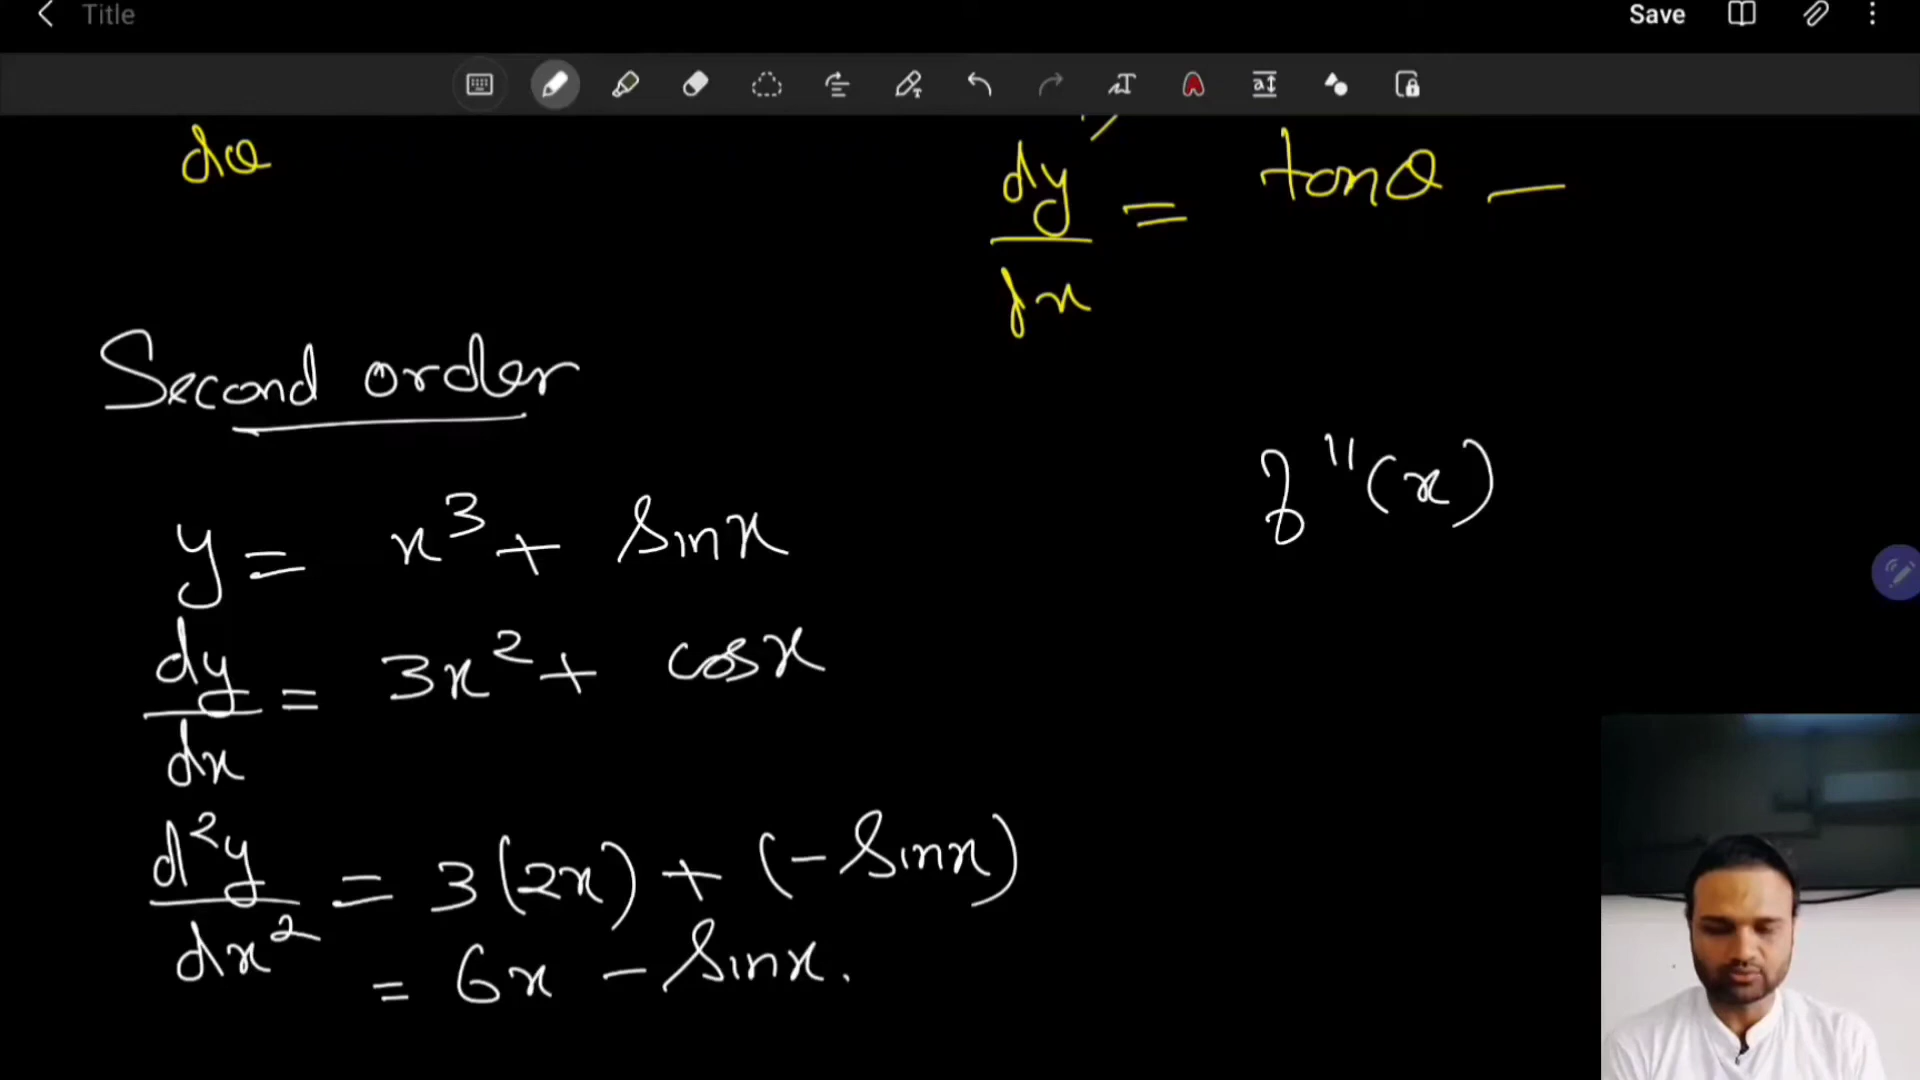 Title
Save
dθ
dy/dx = tanθ —
Second order
f''(x)
y = x³ + sinx
dy/dx = 3x² + cosx
d²y/dx² = 3(2x) + (-sinx)
= 6x - sinx.